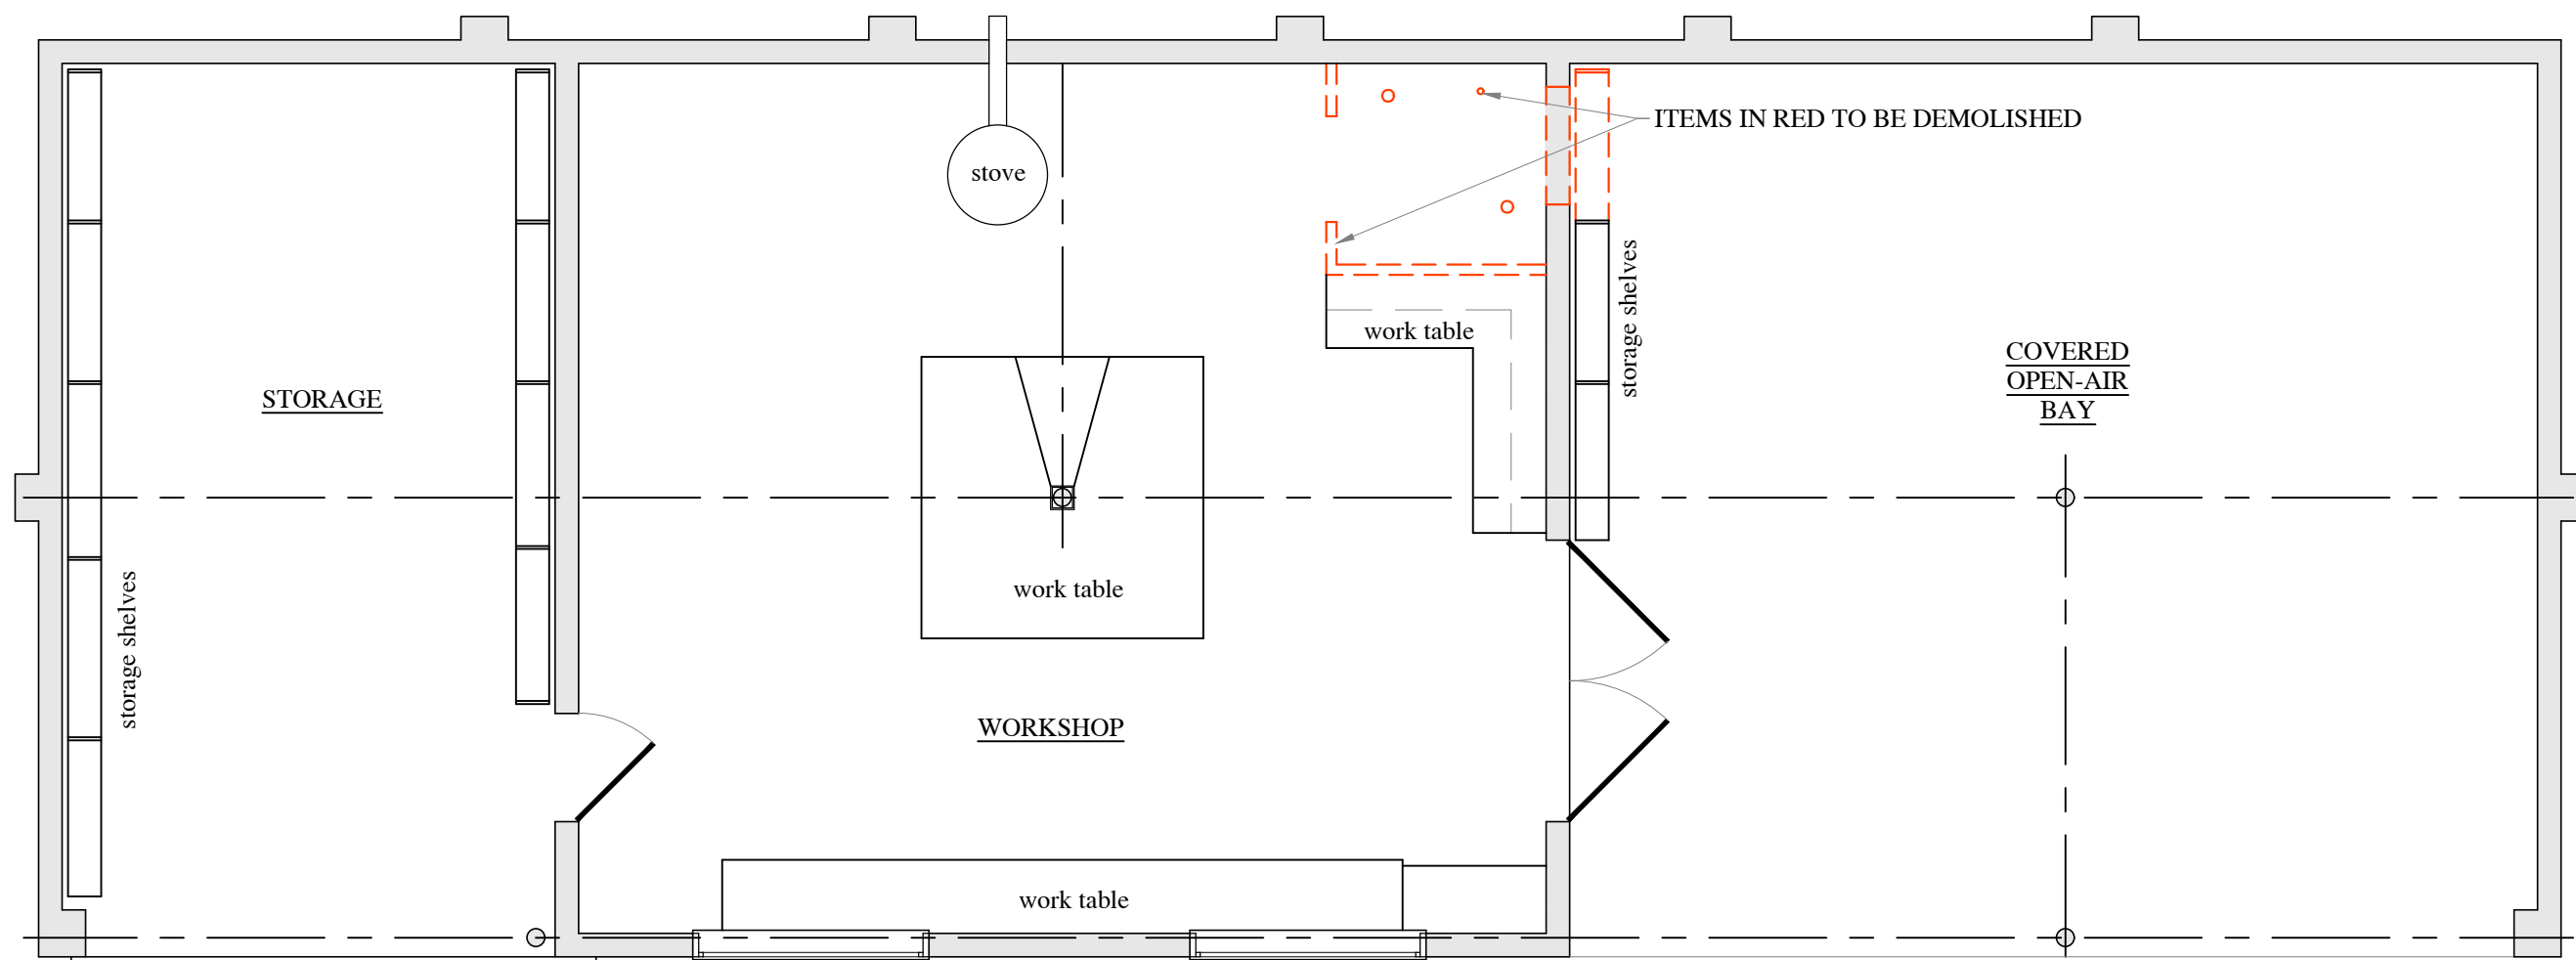 ITEMS IN RED TO BE DEMOLISHED
stove
storage shelves
work table
COVERED
OPEN-AIR
BAY
STORAGE
work table
storage shelves
WORKSHOP
work table